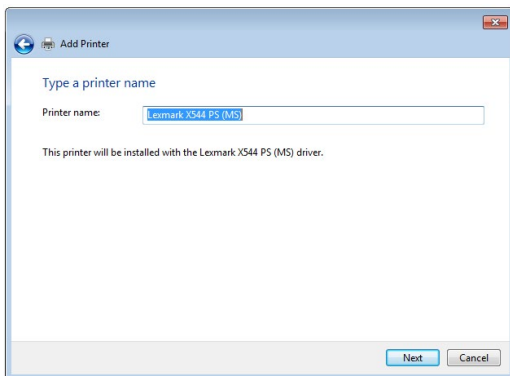 Add Printer
Type a printer name
Printer name: Lexmark X544 PS (MS)
This printer will be installed with the Lexmark X544 PS (MS) driver.
Next Cancel